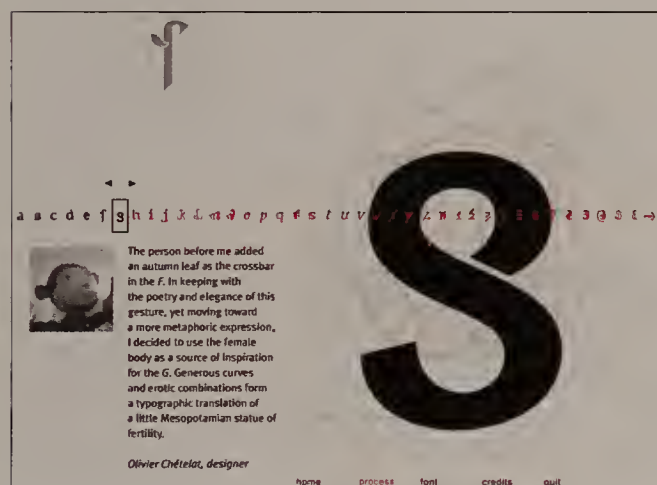 f
a
c d e f g h i j k
o p q
s t u v
The person before me added
an autumn leaf as the crossbar
in the F. In keeping with
the poetry and elegance of this
gesture, yet moving toward
a more metaphoric expression,
I decided to use the female
body as a source of inspiration
for the G. Generous curves
and erotic combinations form
a typographic translation of
a little Mesopotamian statue of
fertility.
Olivier Chételat, designer
home process font credits quit